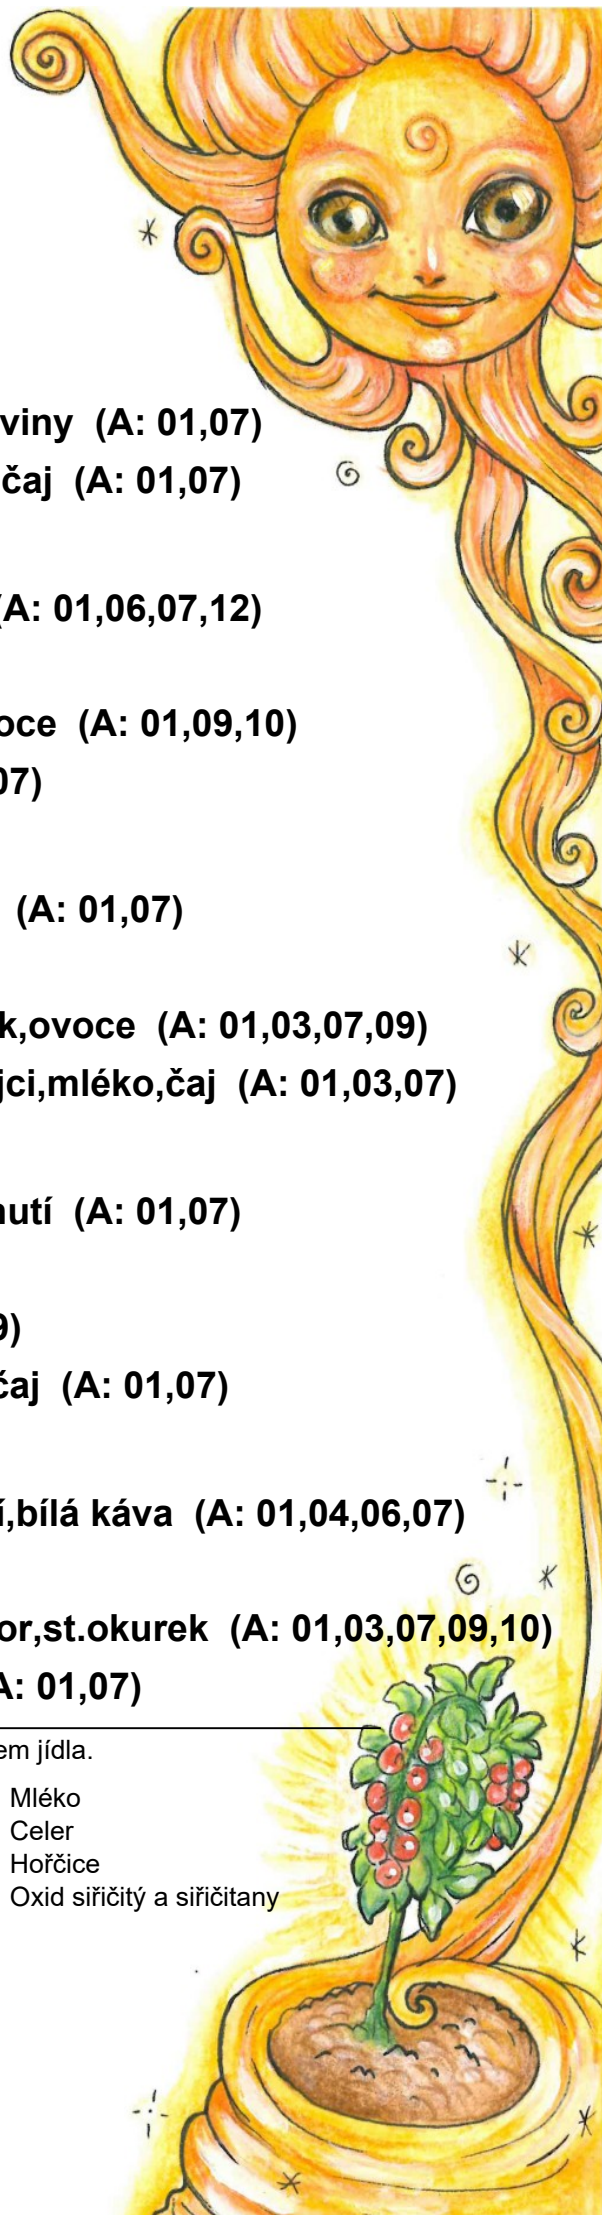 viny (A: 01,07)
čaj (A: 01,07)
(A: 01,06,07,12)
oce (A: 01,09,10)
07)
(A: 01,07)
k,ovoce (A: 01,03,07,09)
jci,mléko,čaj (A: 01,03,07)
nutí (A: 01,07)
9)
čaj (A: 01,07)
í,bílá káva (A: 01,04,06,07)
or,st.okurek (A: 01,03,07,09,10)
A: 01,07)
em jídla.
Mléko
Celer
Hořčice
Oxid siřičitý a siřičitany